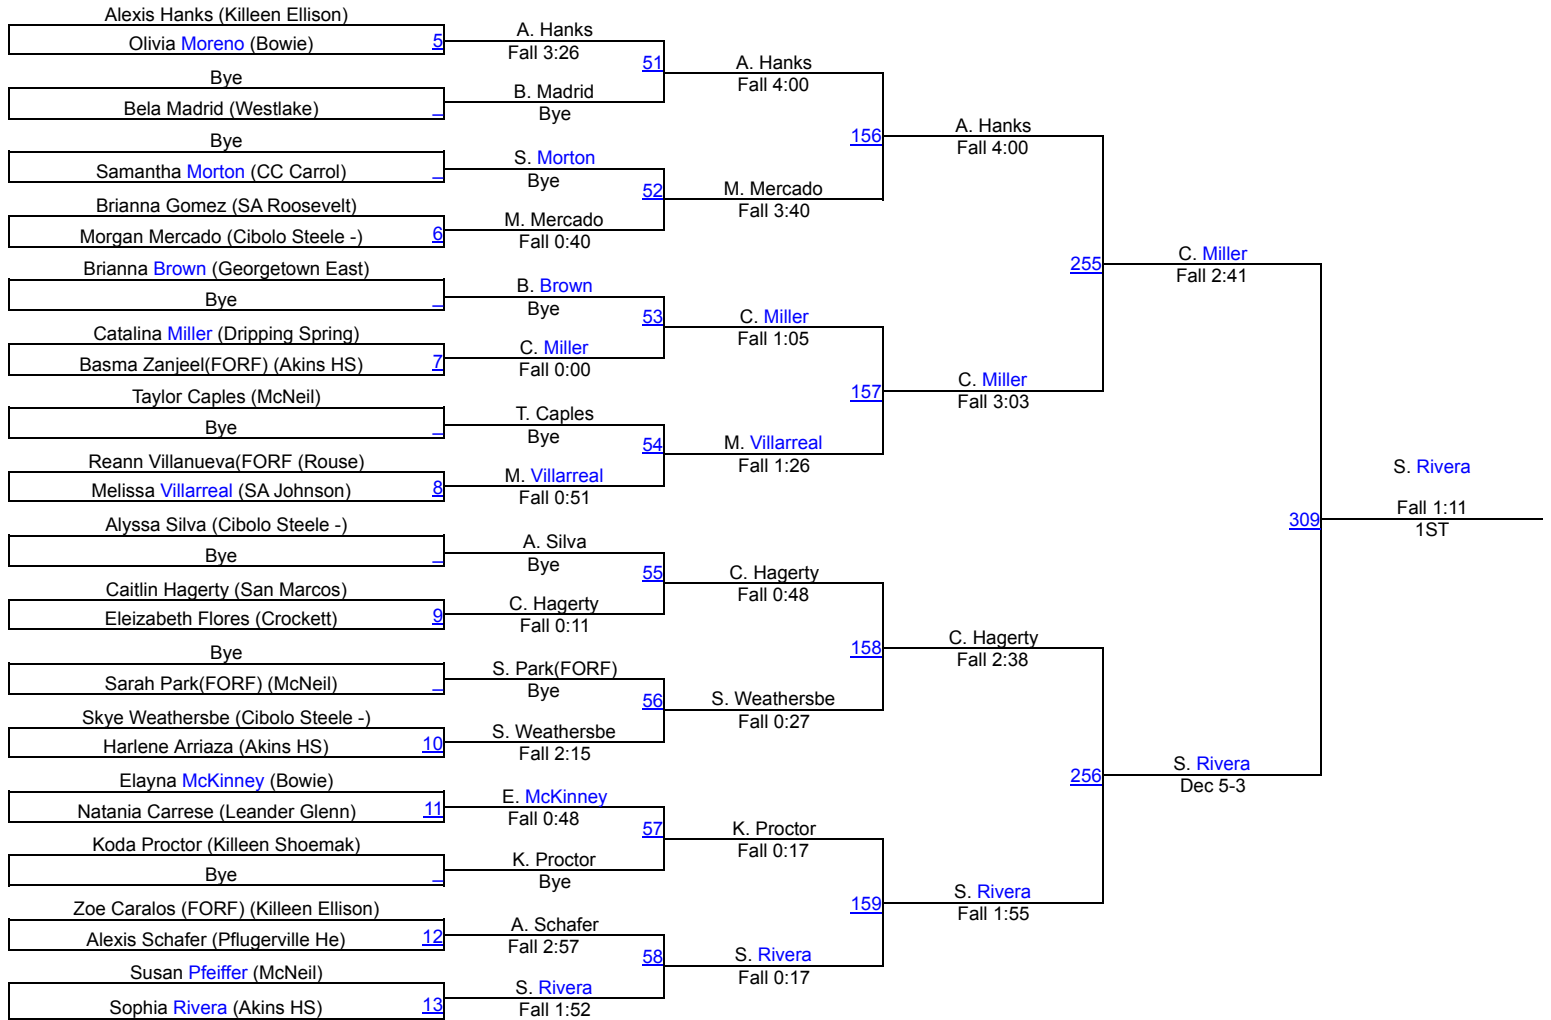 Alexis Hanks (Killeen Ellison)
Olivia Moreno (Bowie) 5
Bye
Bela Madrid (Westlake) _
Bye
Samantha Morton (CC Carrol) _
Brianna Gomez (SA Roosevelt)
Morgan Mercado (Cibolo Steele -) 6
Brianna Brown (Georgetown East)
Bye _
Catalina Miller (Dripping Spring)
Basma Zanjeel(FORF) (Akins HS) 7
Taylor Caples (McNeil)
Bye _
Reann Villanueva(FORF (Rouse)
Melissa Villarreal (SA Johnson) 8
Alyssa Silva (Cibolo Steele -)
Bye _
Caitlin Hagerty (San Marcos)
Eleizabeth Flores (Crockett) 9
Bye
Sarah Park(FORF) (McNeil) _
Skye Weathersbe (Cibolo Steele -)
Harlene Arriaza (Akins HS) 10
Elayna McKinney (Bowie)
Natania Carrese (Leander Glenn) 11
Koda Proctor (Killeen Shoemak)
Bye _
Zoe Caralos (FORF) (Killeen Ellison)
Alexis Schafer (Pflugerville He) 12
Susan Pfeiffer (McNeil)
Sophia Rivera (Akins HS) 13
A. Hanks
Fall 3:26
51
B. Madrid
Bye
S. Morton
Bye
52
M. Mercado
Fall 0:40
B. Brown
Bye
53
C. Miller
Fall 0:00
T. Caples
Bye
54
M. Villarreal
Fall 0:51
A. Silva
Bye
55
C. Hagerty
Fall 0:11
S. Park(FORF)
Bye
56
S. Weathersbe
Fall 2:15
E. McKinney
Fall 0:48
57
K. Proctor
Bye
A. Schafer
Fall 2:57
58
S. Rivera
Fall 1:52
A. Hanks
Fall 4:00
156
M. Mercado
Fall 3:40
C. Miller
Fall 1:05
157
M. Villarreal
Fall 1:26
C. Hagerty
Fall 0:48
158
S. Weathersbe
Fall 0:27
K. Proctor
Fall 0:17
159
S. Rivera
Fall 0:17
A. Hanks
Fall 4:00
255
C. Miller
Fall 3:03
C. Hagerty
Fall 2:38
256
S. Rivera
Fall 1:55
C. Miller
Fall 2:41
309
S. Rivera
Dec 5-3
S. Rivera
Fall 1:11
1ST